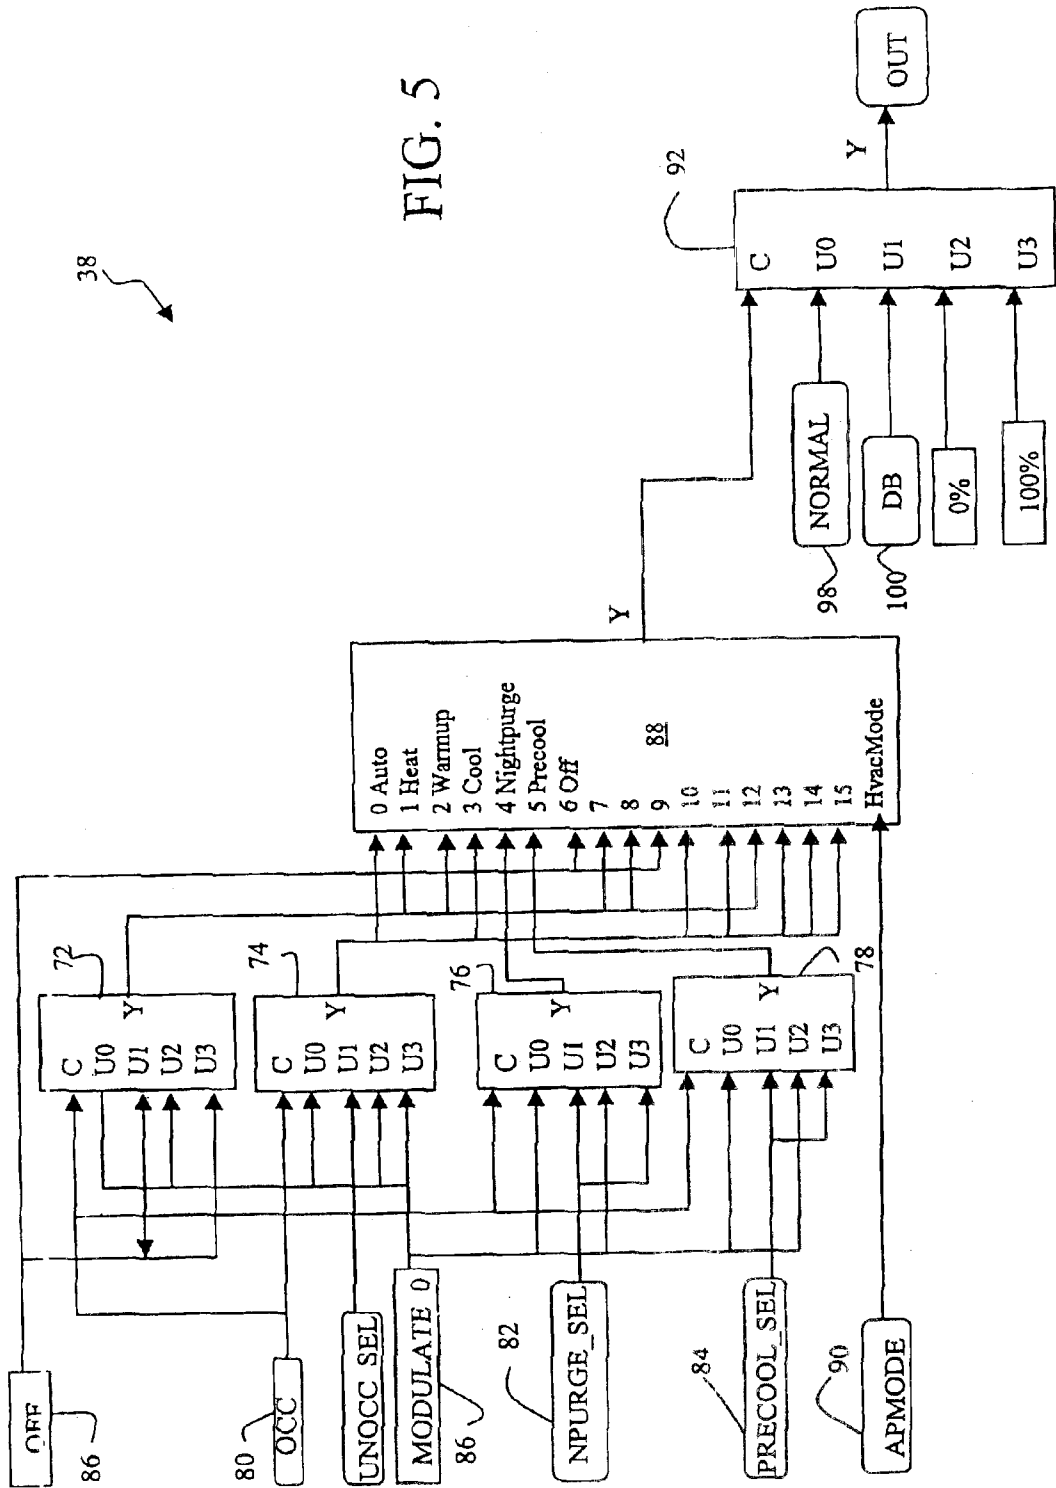 FIG. 5
38
OFF
86
80
OCC
UNOCC_SEL
MODULATE 0
86
NPURGE_SEL
82
PRECOOL_SEL
84
APMODE
90
72
C
U0
U1 Y
U2
U3
74
C
U0
U1 Y
U2
U3
76
C
U0
U1 Y
U2
U3
78
C
U0
U1 Y
U2
U3
0 Auto
1 Heat
2 Warmup
3 Cool
4 Nightpurge
5 Precool
6 Off
7
8
9
10
11
12
13
14
15
HvacMode
88
Y
NORMAL
98
DB
100
0%
100%
92
C
U0
U1
U2
U3
Y
OUT